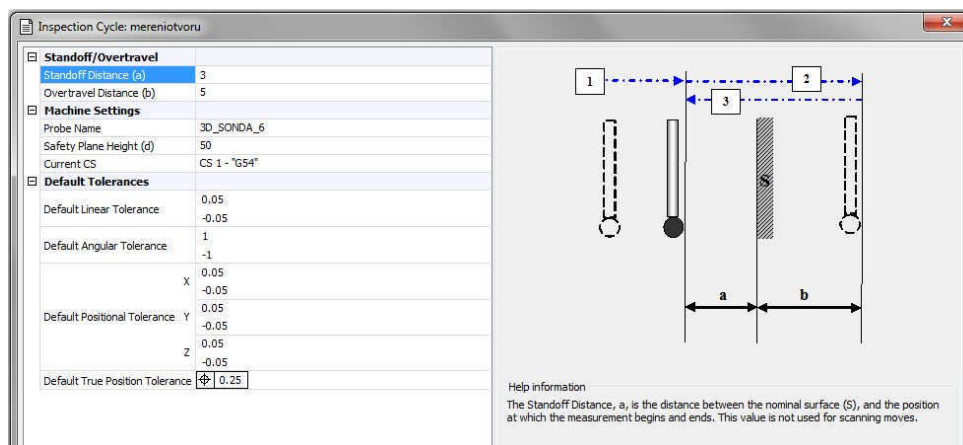 Inspection Cycle: mereniotvoru
x
Standoff/Overtravel
Standoff Distance (a) 3
Overtravel Distance (b) 5
Machine Settings
Probe Name 3D_SONDA_6
Safety Plane Height (d) 50
Current CS CS 1 - "G54"
Default Tolerances
Default Linear Tolerance 0.05
-0.05
Default Angular Tolerance 1
-1
Default Positional Tolerance X 0.05
-0.05
Y 0.05
-0.05
Z 0.05
-0.05
Default True Position Tolerance 0.25
1 2
3
S
a b
Help information
The Standoff Distance, a, is the distance between the nominal surface (S), and the position
at which the measurement begins and ends. This value is not used for scanning moves.